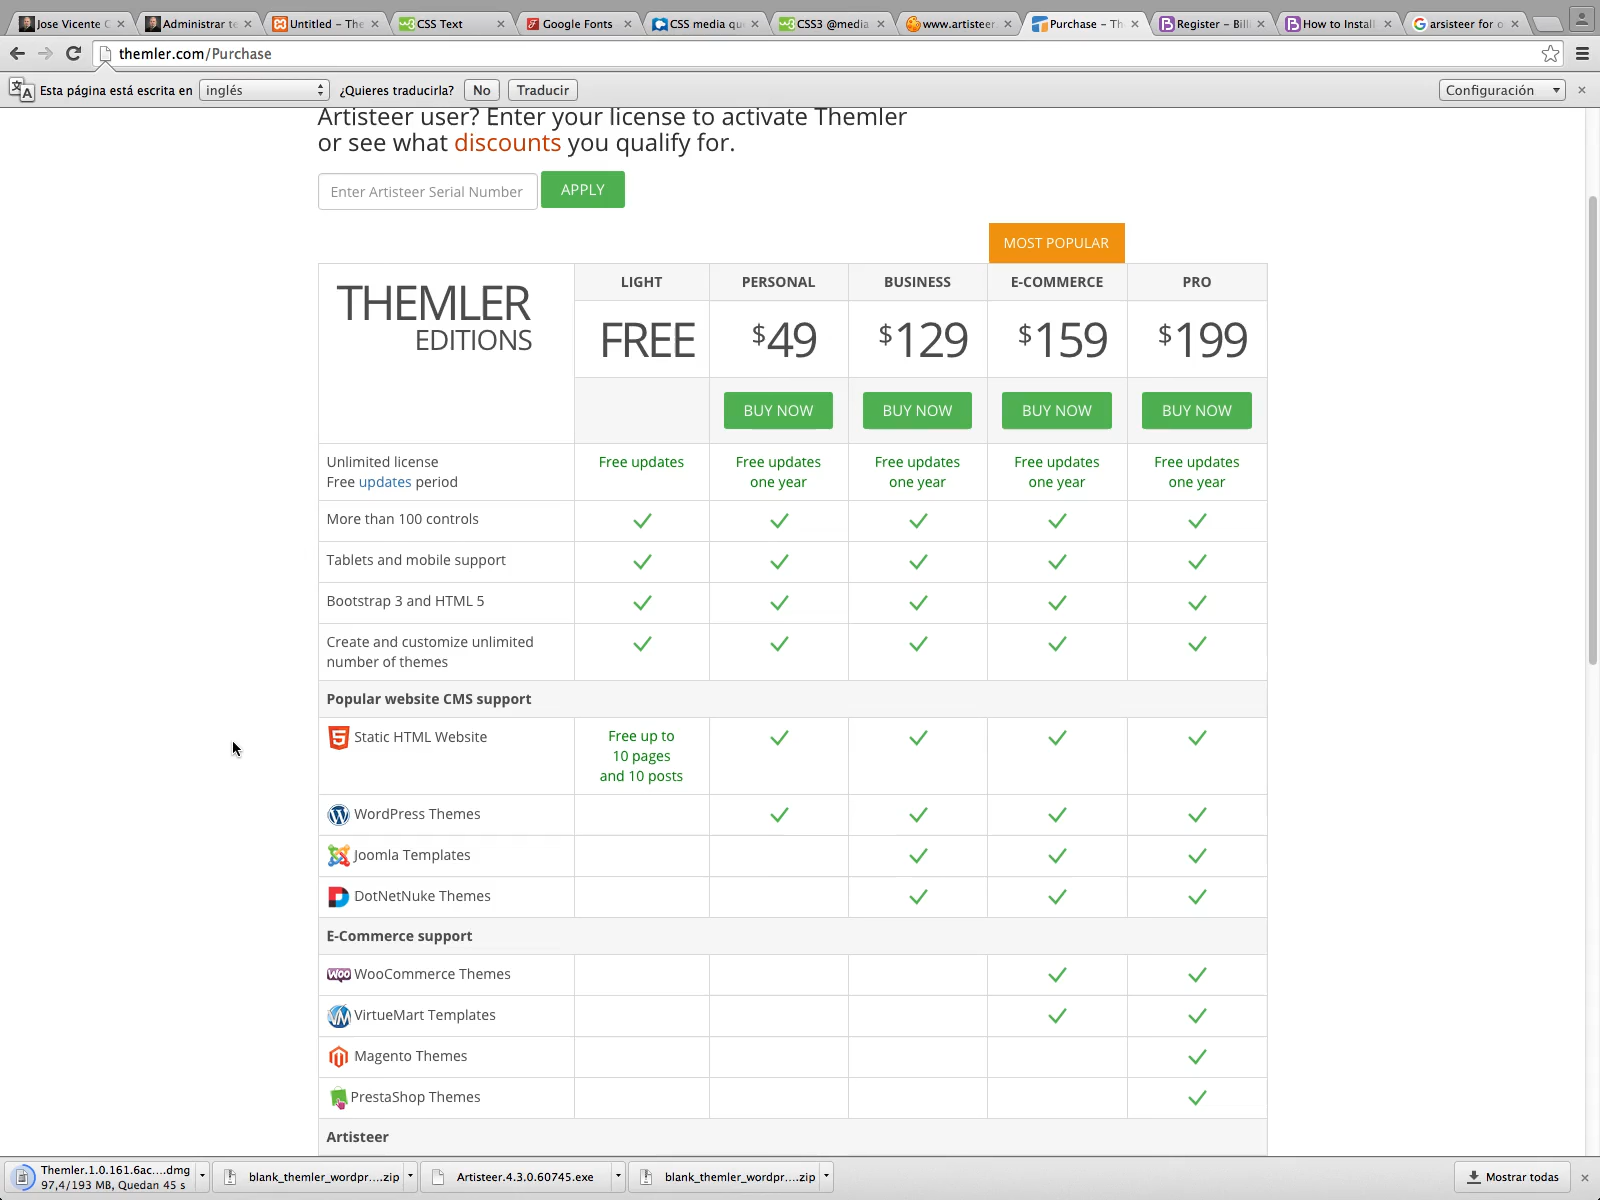 Jose Vicente C
Administrar te
Untitled – The
CSS Text
Google Fonts
CSS media qu
CSS3 @media
www.artisteer
Purchase – Th
Register – Bill
How to Install
arsisteer for o
themler.com/Purchase
Esta página está escrita en inglés ¿Quieres traducirla? No Traducir Configuración
Artisteer user? Enter your license to activate Themler
or see what discounts you qualify for.
Enter Artisteer Serial Number APPLY
MOST POPULAR
THEMLER
EDITIONS
LIGHT PERSONAL BUSINESS E-COMMERCE PRO
FREE $49 $129 $159 $199
BUY NOW BUY NOW BUY NOW BUY NOW
Unlimited license Free updates Free updates Free updates Free updates Free updates
Free updates period one year one year one year one year
More than 100 controls
Tablets and mobile support
Bootstrap 3 and HTML 5
Create and customize unlimited
number of themes
Popular website CMS support
Static HTML Website Free up to
10 pages
and 10 posts
WordPress Themes
Joomla Templates
DotNetNuke Themes
E-Commerce support
WOO WooCommerce Themes
VirtueMart Templates
Magento Themes
PrestaShop Themes
Artisteer
Themler.1.0.161.6ac....dmg
97,4/193 MB, Quedan 45 s
blank_themler_wordpr....zip
Artisteer.4.3.0.60745.exe
blank_themler_wordpr....zip
Mostrar todas